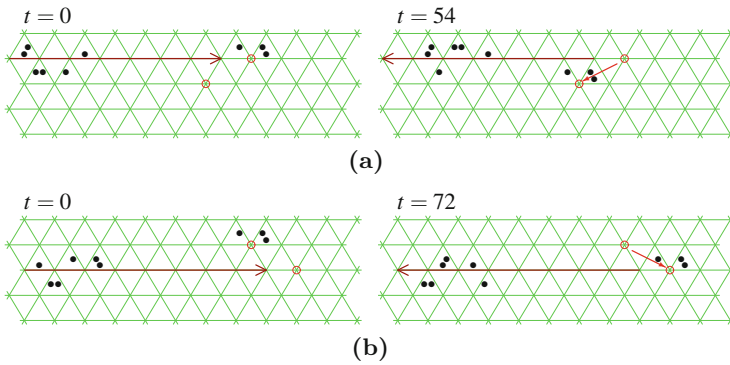 t = 0
t = 54
(a)
t = 0
t = 72
(b)